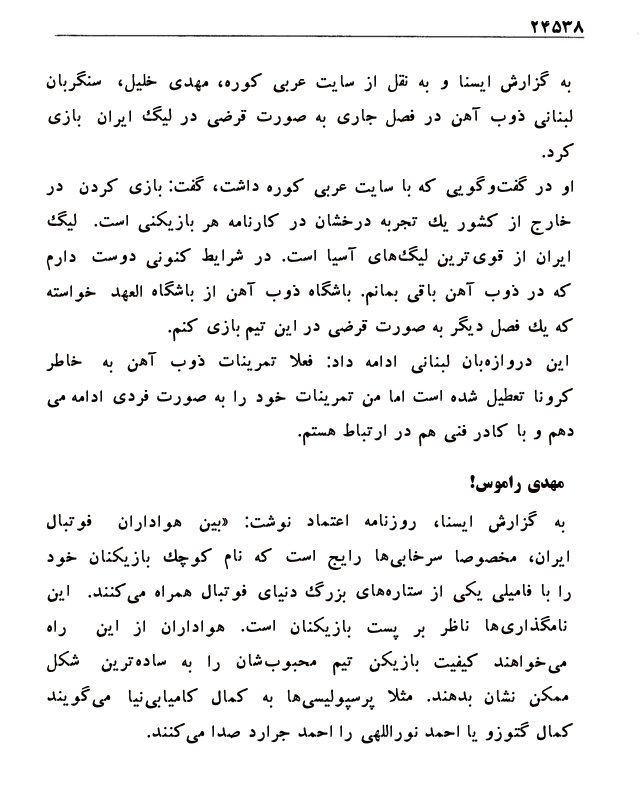 ۲۴۵۳۸
به گزارش ایسنا و به نقل از سایت عربی کوره، مهدی خلیل، سنگربان
لبنانی ذوب آهن در فصل جاری به صورت قرضی در لیگ ایران بازی
کرد.
او در گفت‌وگویی که با سایت عربی کوره داشت، گفت: بازی کردن در
خارج از کشور یك تجربه درخشان در کارنامه هر بازیکنی است. لیگ
ایران از قوی‌ترین لیگ‌های آسیا است. در شرایط کنونی دوست دارم
که در ذوب آهن باقی بمانم. باشگاه ذوب آهن از باشگاه العهد خواسته
که یك فصل دیگر به صورت قرضی در این تیم بازی کنم.
این دروازه‌بان لبنانی ادامه داد: فعلا تمرینات ذوب آهن به خاطر
کرونا تعطیل شده است اما من تمرینات خود را به صورت فردی ادامه می
دهم و با کادر فنی هم در ارتباط هستم.
مهدی راموس!
به گزارش ایسنا، روزنامه اعتماد نوشت: «بین هواداران فوتبال
ایران، مخصوصا سرخابی‌ها رایج است که نام کوچك بازیکنان خود
را با فامیلی یکی از ستاره‌های بزرگ دنیای فوتبال همراه می‌کنند. این
نامگذاری‌ها ناظر بر پست بازیکنان است. هواداران از این راه
می‌خواهند کیفیت بازیکن تیم محبوب‌شان را به ساده‌ترین شکل
ممکن نشان بدهند. مثلا پرسپولیسی‌ها به کمال کامیابی‌نیا می‌گویند
کمال گتوزو یا احمد نوراللهی را احمد جرارد صدا می‌کنند.